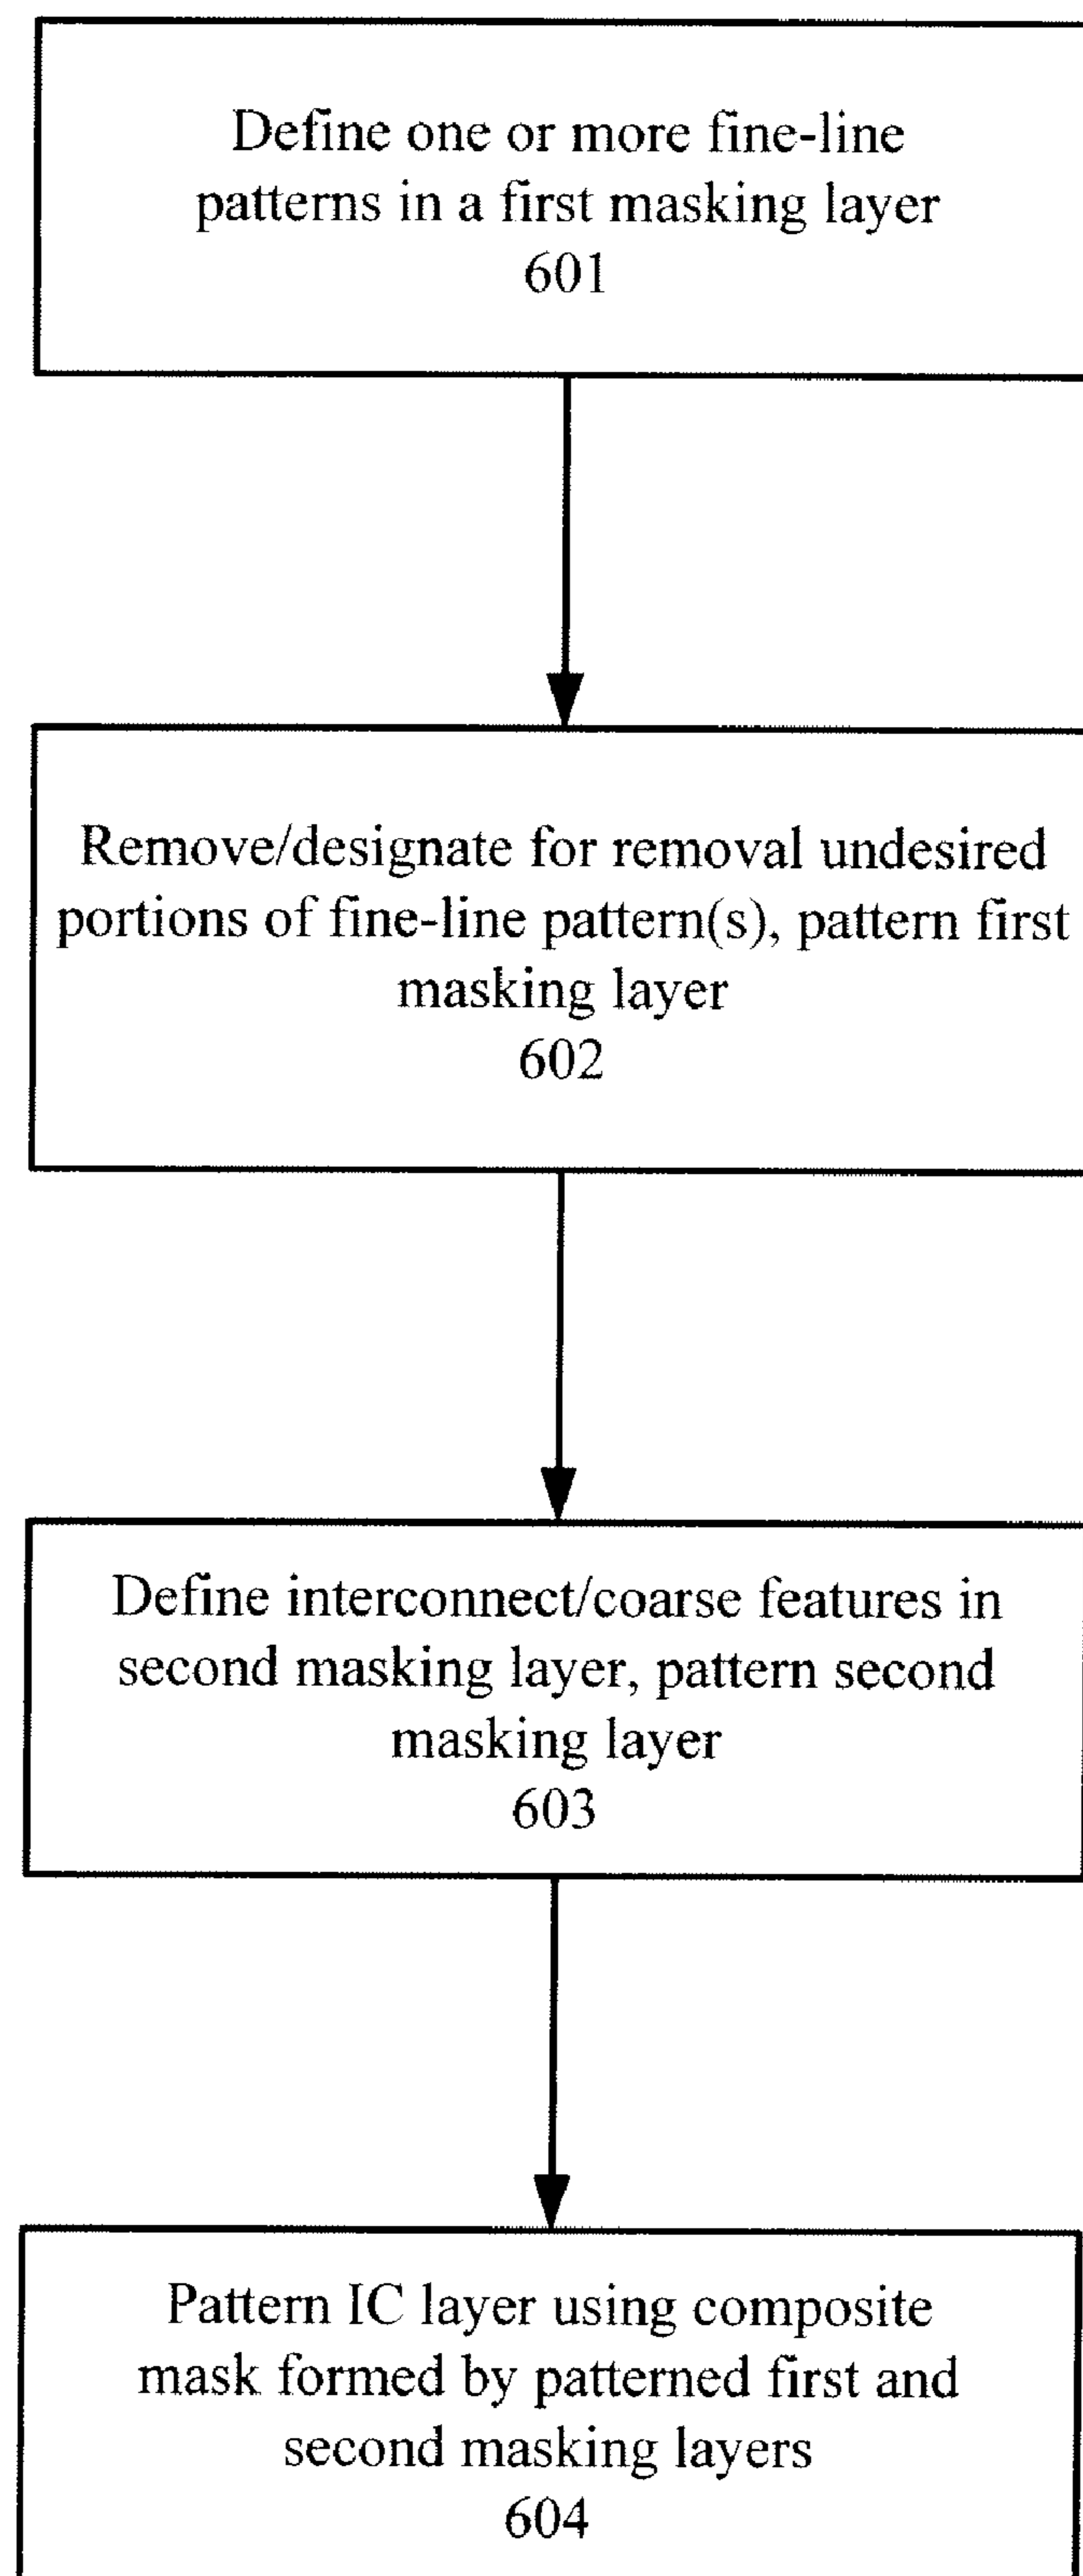 Define one or more fine-line
patterns in a first masking layer
601
Remove/designate for removal undesired
portions of fine-line pattern(s), pattern first
masking layer
602
Define interconnect/coarse features in
second masking layer, pattern second
masking layer
603
Pattern IC layer using composite
mask formed by patterned first and
second masking layers
604